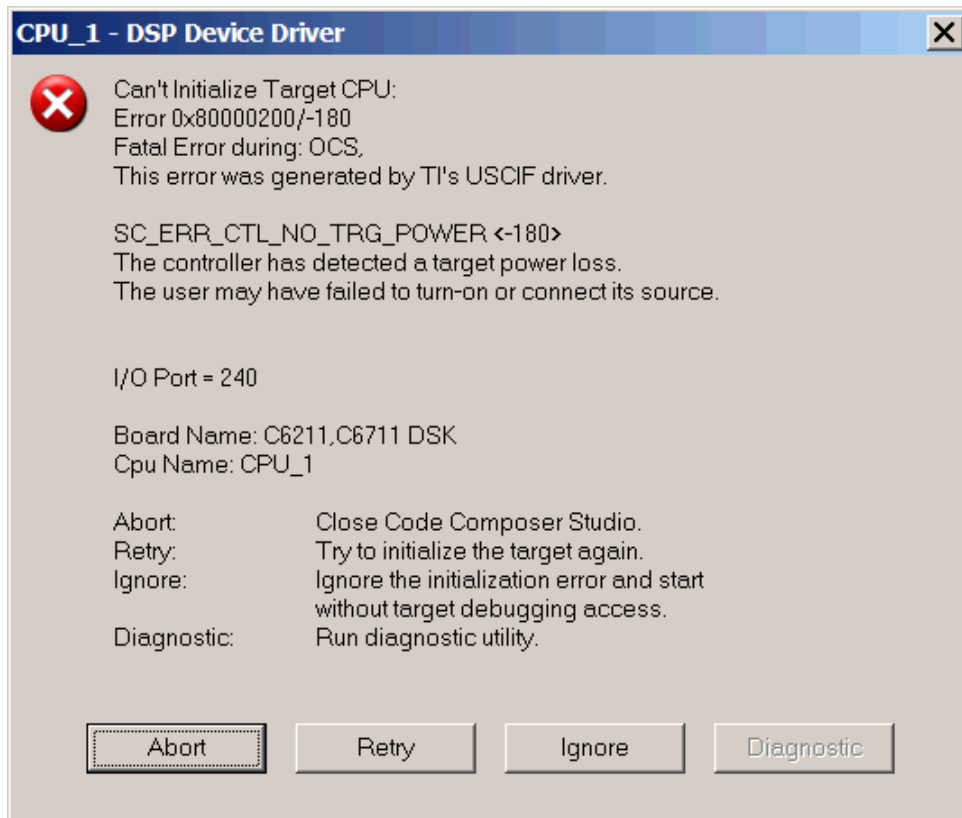 CPU_1 - DSP Device Driver
Can't Initialize Target CPU:
Error 0x80000200/-180
Fatal Error during: OCS,
This error was generated by TI's USCIF driver.
SC_ERR_CTL_NO_TRG_POWER <-180>
The controller has detected a target power loss.
The user may have failed to turn-on or connect its source.
I/O Port = 240
Board Name: C6211,C6711 DSK
Cpu Name: CPU_1
Abort: Close Code Composer Studio.
Retry: Try to initialize the target again.
Ignore: Ignore the initialization error and start
without target debugging access.
Diagnostic: Run diagnostic utility.
Abort Retry Ignore Diagnostic